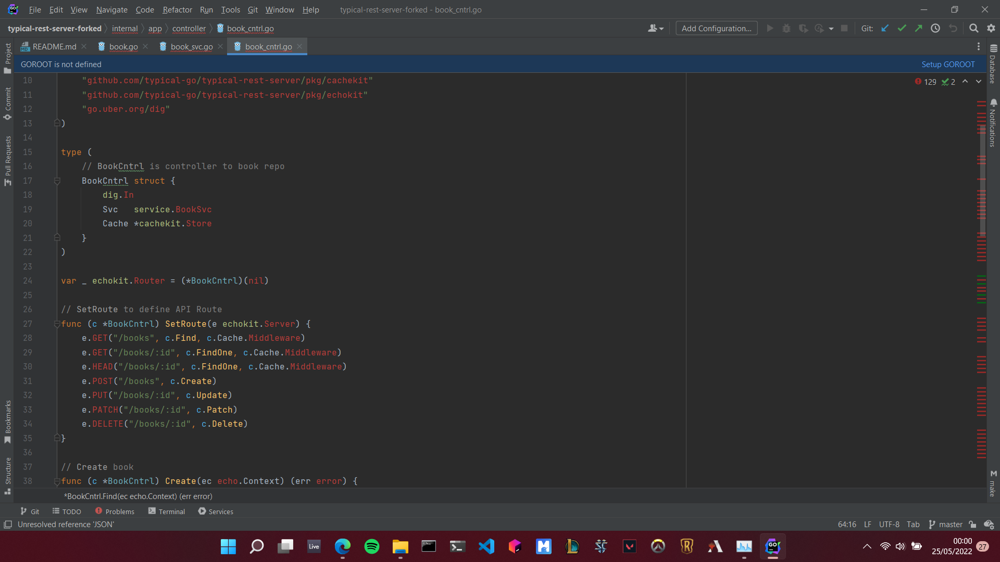 File Edit View Navigate Code Refactor Run Tools Git Window Help typical-rest-server-forked - book_cntrl.go
typical-rest-server-forked internal app controller book_cntrl.go Add Configuration... Git:
README.md book.go book_svc.go book_cntrl.go
GOROOT is not defined Setup GOROOT
Project
Commit
Pull Requests
Bookmarks
Structure
129 2
10 "github.com/typical-go/typical-rest-server/pkg/cachekit"
11 "github.com/typical-go/typical-rest-server/pkg/echokit"
12 "go.uber.org/dig"
13 )
14
15 type (
16 // BookCntrl is controller to book repo
17 BookCntrl struct {
18 dig.In
19 Svc   service.BookSvc
20 Cache *cachekit.Store
21 }
22 )
23
24 var _ echokit.Router = (*BookCntrl)(nil)
25
26 // SetRoute to define API Route
27 func (c *BookCntrl) SetRoute(e echokit.Server) {
28 e.GET("/books", c.Find, c.Cache.Middleware)
29 e.GET("/books/:id", c.FindOne, c.Cache.Middleware)
30 e.HEAD("/books/:id", c.FindOne, c.Cache.Middleware)
31 e.POST("/books", c.Create)
32 e.PUT("/books/:id", c.Update)
33 e.PATCH("/books/:id", c.Patch)
34 e.DELETE("/books/:id", c.Delete)
35 }
36
37 // Create book
38 func (c *BookCntrl) Create(ec echo.Context) (err error) {
*BookCntrl.Find(ec echo.Context) (err error)
Database
Notifications
make
Git TODO Problems Terminal Services
Unresolved reference 'JSON' 64:16 LF UTF-8 Tab master
Live
00:00
25/05/2022 27